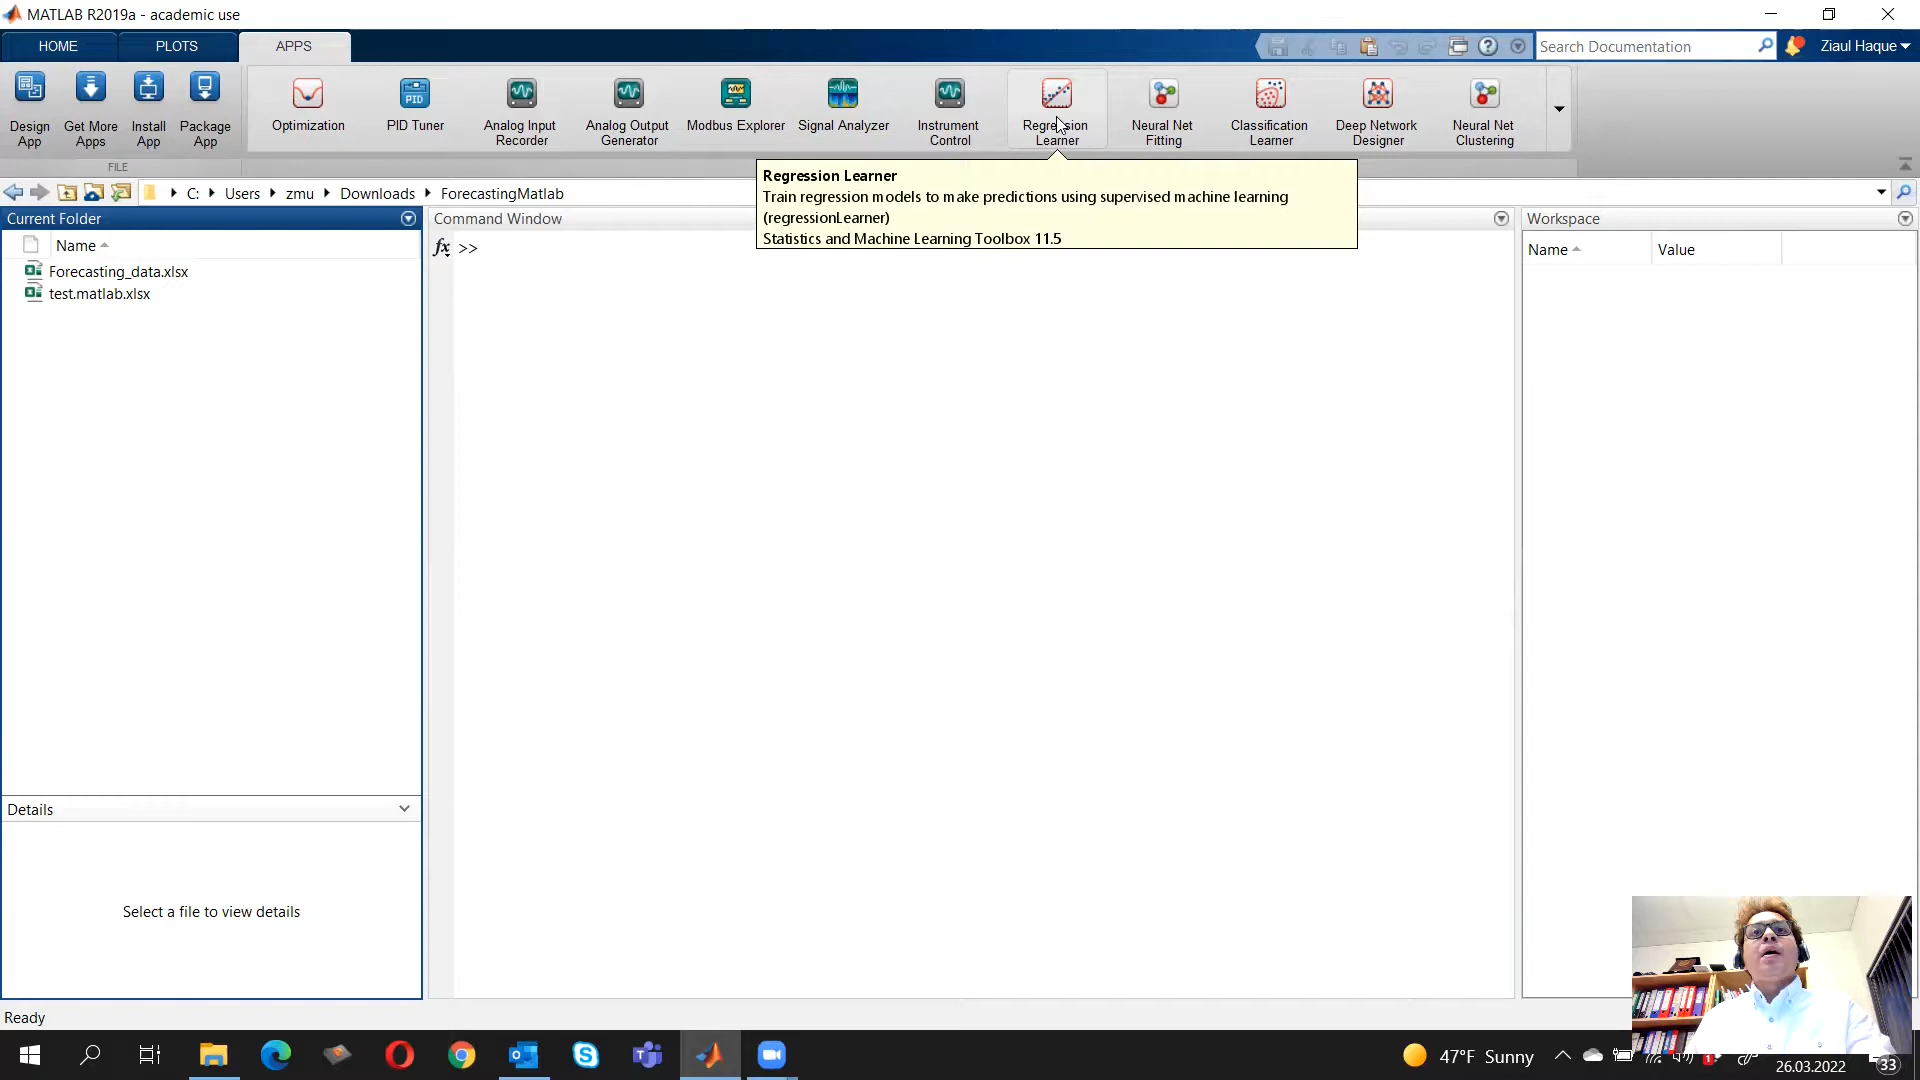 MATLAB R2019a - academic use
HOME PLOTS APPS
Search Documentation Ziaul Haque
Design App
Get More Apps
Install App
Package App
Optimization
PID
PID Tuner
Analog Input Recorder
Analog Output Generator
Modbus Explorer
Signal Analyzer
Instrument Control
Regression Learner
Neural Net Fitting
Classification Learner
Deep Network Designer
Neural Net Clustering
FILE
Regression Learner
Train regression models to make predictions using supervised machine learning
(regressionLearner)
Statistics and Machine Learning Toolbox 11.5
C: Users zmu Downloads ForecastingMatlab
Current Folder
Name
Forecasting_data.xlsx
test.matlab.xlsx
Command Window
fx >>
Workspace
Name Value
Details
Select a file to view details
Ready
47°F Sunny
26.03.2022
33